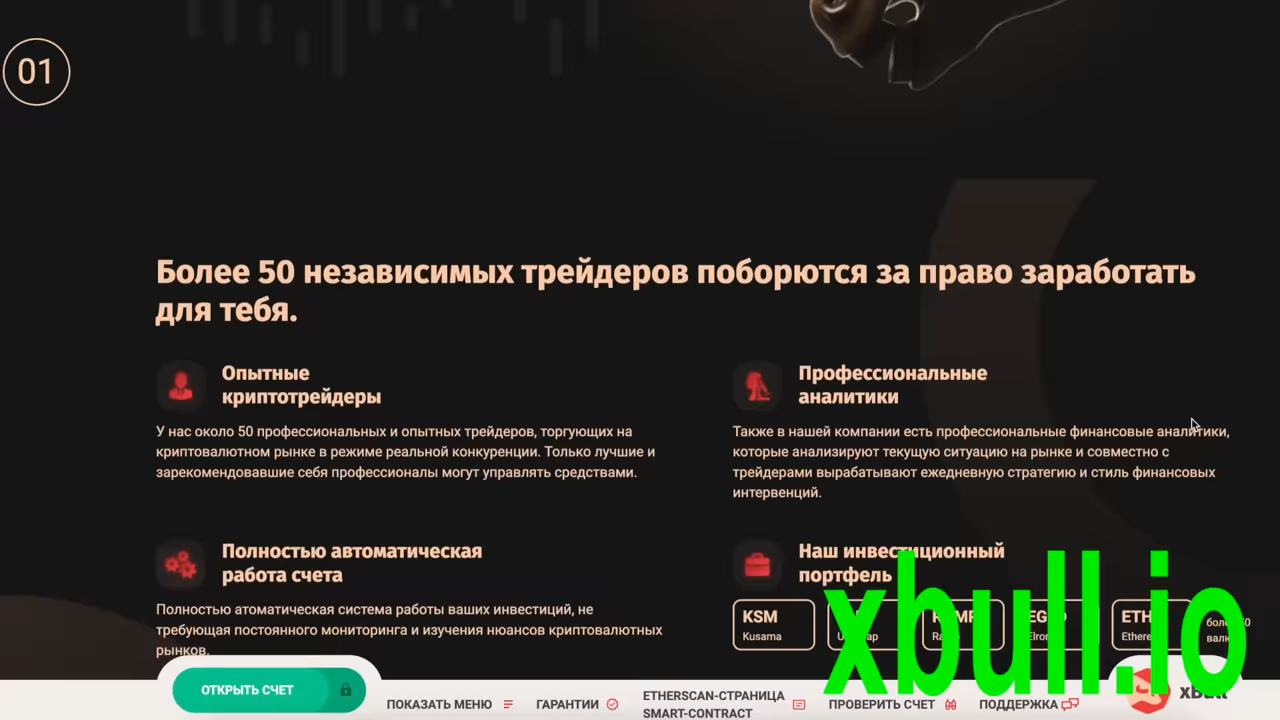 01
Более 50 независимых трейдеров поборются за право заработать
для тебя.
Опытные
криптотрейдеры
У нас около 50 профессиональных и опытных трейдеров, торгующих на
криптовалютном рынке в режиме реальной конкуренции. Только лучшие и
зарекомендовавшие себя профессионалы могут управлять средствами.
Профессиональные
аналитики
Также в нашей компании есть профессиональные финансовые аналитики,
которые анализируют текущую ситуацию на рынке и совместно с
трейдерами вырабатывают ежедневную стратегию и стиль финансовых
интервенций.
Полностью автоматическая
работа счета
Полностью атоматическая система работы ваших инвестиций, не
требующая постоянного мониторинга и изучения нюансов криптовалютных
рынков.
Наш инвестиционный
портфель
KSM
Kusama
ETH
xbull.io
ОТКРЫТЬ СЧЕТ
ПОКАЗАТЬ МЕНЮ
ГАРАНТИИ
ETHERSCAN-СТРАНИЦА
SMART-CONTRACT
ПРОВЕРИТЬ СЧЕТ
ПОДДЕРЖКА
xBull